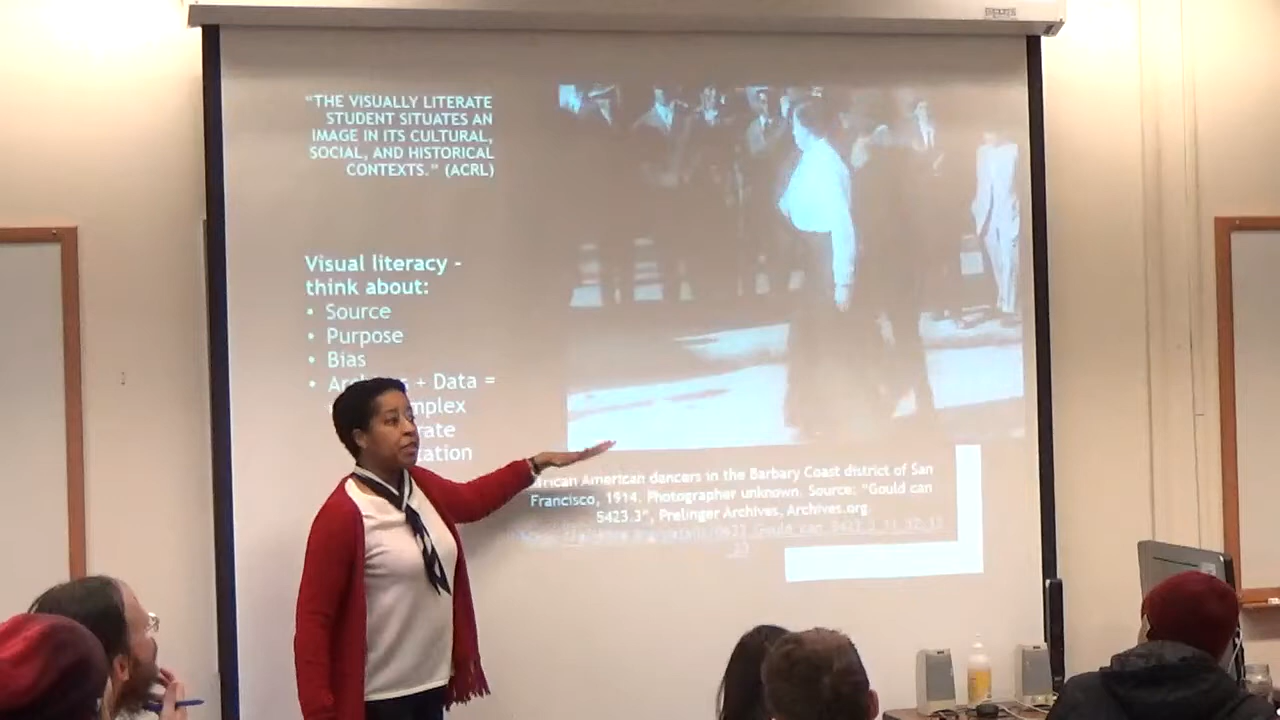 "THE VISUALLY LITERATE
STUDENT SITUATES AN
IMAGE IN ITS CULTURAL,
SOCIAL, AND HISTORICAL
CONTEXTS." (ACRL)
Visual literacy -
think about:
• Source
• Purpose
• Bias
• + Data =
African American dancers in the Barbary Coast district of San
Francisco, 1914. Photographer unknown. Source: "Gould can
5423.3", Prelinger Archives, Archives.org.